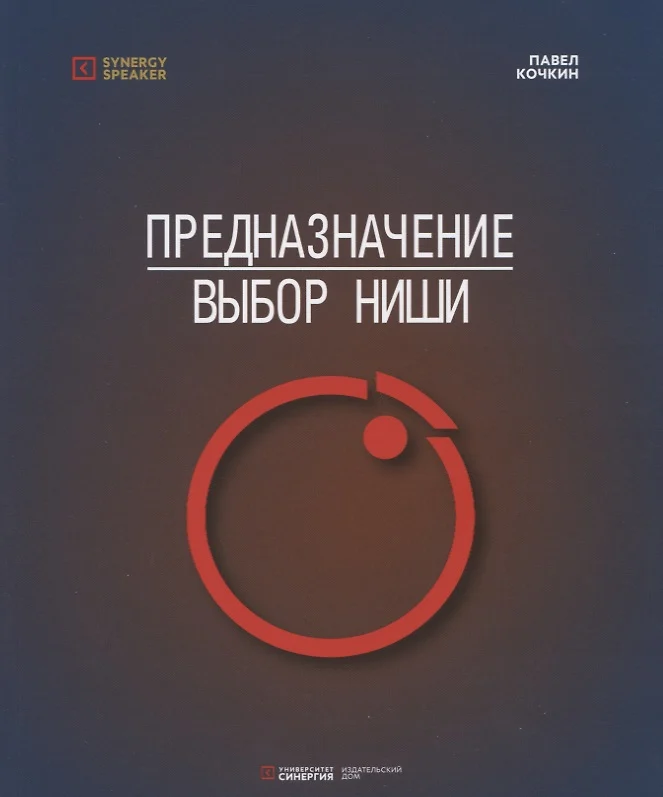 SYNERGY
SPEAKER
ПАВЕЛ
КОЧКИН
ПРЕДНАЗНАЧЕНИЕ
ВЫБОР НИШИ
УНИВЕРСИТЕТ
СИНЕРГИЯ
ИЗДАТЕЛЬСКИЙ
ДОМ